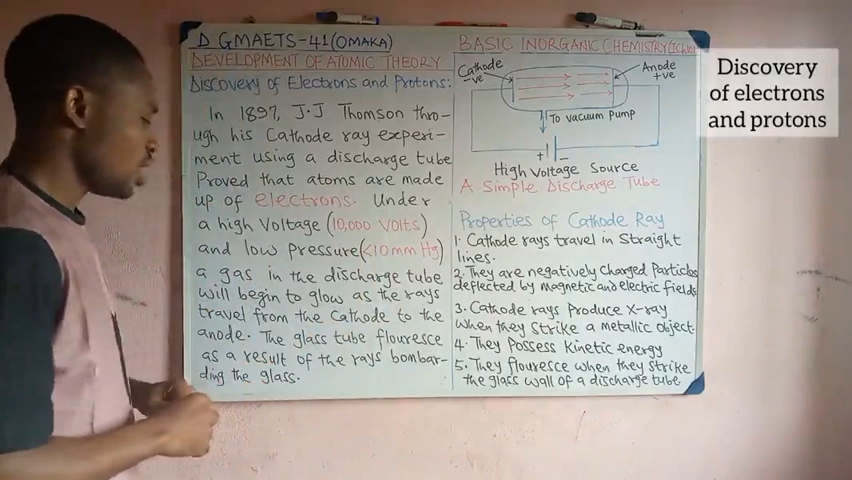 D GMAETS-41(OMAKA)
DEVELOPMENT OF ATOMIC THEORY
Discovery of Electrons and Protons:
In 1897, J.J Thomson thro-
ugh his Cathode ray experi-
ment using a discharge tube
Proved that atoms are made
up of electrons. Under
a high Voltage (10,000 VOLTS)
and low Pressure(<10mmHg)
a gas in the discharge tube
will begin to glow as the rays
travel from the Cathode to the
anode. The glass tube flouresce
as a result of the rays bombar-
ding the glass.
BASIC INORGANIC CHEMISTRY
Cathode
-ve
Anode
+ve
To vacuum pump
+
-
High Voltage Source
A Simple Discharge Tube
Properties of Cathode Ray
1. Cathode rays travel in Straight
lines.
2. They are negatively Charged Particles
deflected by magnetic and electric fields
3. Cathode rays Produce X-ray
when they strike a metallic object.
4. They Possess Kinetic energy
5. They flouresce when they Strike
the glass wall of a discharge tube
Discovery
of electrons
and protons